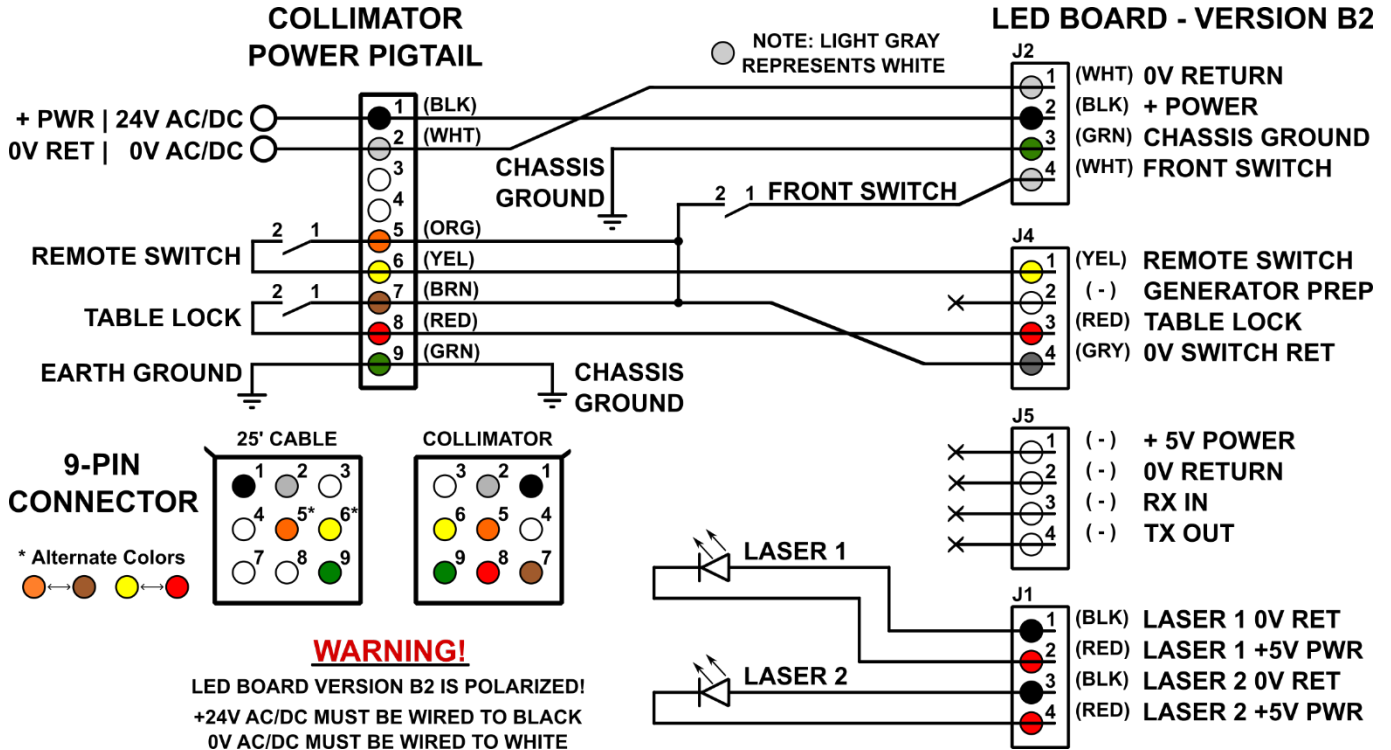 COLLIMATOR
POWER PIGTAIL
NOTE: LIGHT GRAY
REPRESENTS WHITE
LED BOARD - VERSION B2
+ PWR | 24V AC/DC
0V RET | 0V AC/DC
1 (BLK)
2 (WHT)
3
4
5 (ORG)
6 (YEL)
7 (BRN)
8 (RED)
9 (GRN)
2 1
REMOTE SWITCH
2 1
TABLE LOCK
EARTH GROUND
CHASSIS
GROUND
CHASSIS
GROUND
2 1 FRONT SWITCH
J2
1 (WHT) 0V RETURN
2 (BLK) + POWER
3 (GRN) CHASSIS GROUND
4 (WHT) FRONT SWITCH
J4
1 (YEL) REMOTE SWITCH
2 ( - ) GENERATOR PREP
3 (RED) TABLE LOCK
4 (GRY) 0V SWITCH RET
J5
1 ( - ) + 5V POWER
2 ( - ) 0V RETURN
3 ( - ) RX IN
4 ( - ) TX OUT
J1
1 (BLK) LASER 1 0V RET
2 (RED) LASER 1 +5V PWR
3 (BLK) LASER 2 0V RET
4 (RED) LASER 2 +5V PWR
LASER 1
LASER 2
9-PIN
CONNECTOR
* Alternate Colors
25' CABLE
1 2 3
4 5* 6*
7 8 9
COLLIMATOR
3 2 1
6 5 4
9 8 7
WARNING!
LED BOARD VERSION B2 IS POLARIZED!
+24V AC/DC MUST BE WIRED TO BLACK
0V AC/DC MUST BE WIRED TO WHITE